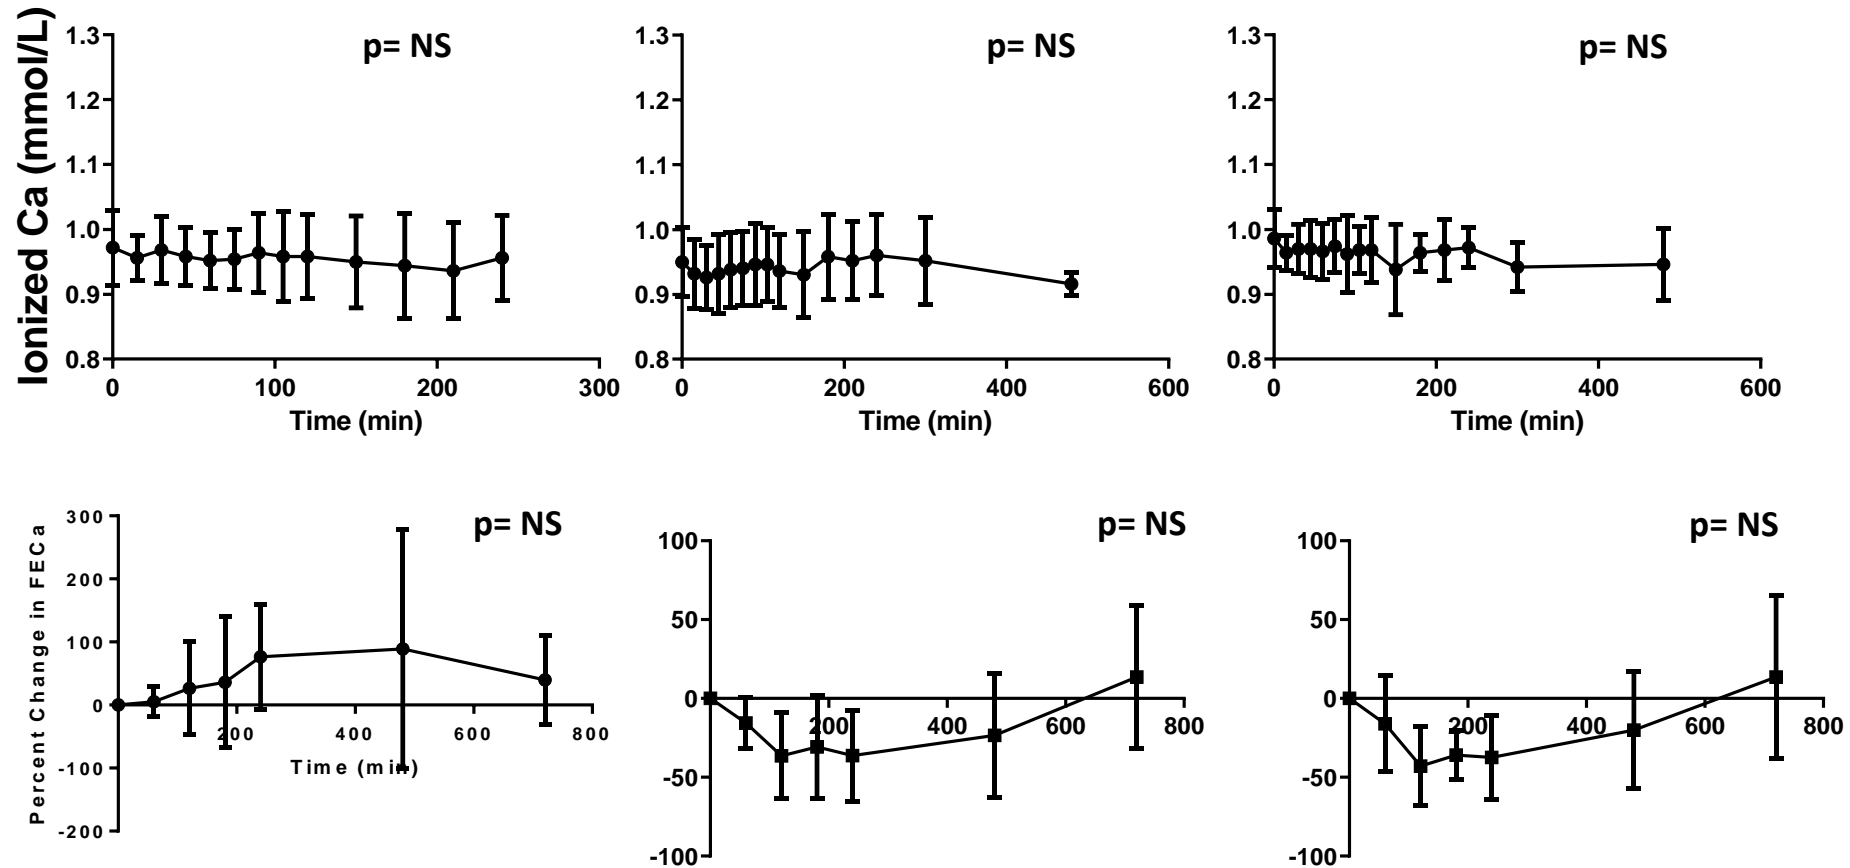 Ionized Ca (mmol/L)
p= NS
1.3
1.2
1.1
1.0
0.9
0.8
0 100 200 300
Time (min)
p= NS
1.3
1.2
1.1
1.0
0.9
0.8
0 200 400 600
Time (min)
p= NS
1.3
1.2
1.1
1.0
0.9
0.8
0 200 400 600
Time (min)
Percent Change in FECa
p= NS
300
200
100
0
-100
-200
200 400 600 800
Time (min)
p= NS
100
50
0
-50
-100
200 400 600 800
p= NS
100
50
0
-50
-100
200 400 600 800